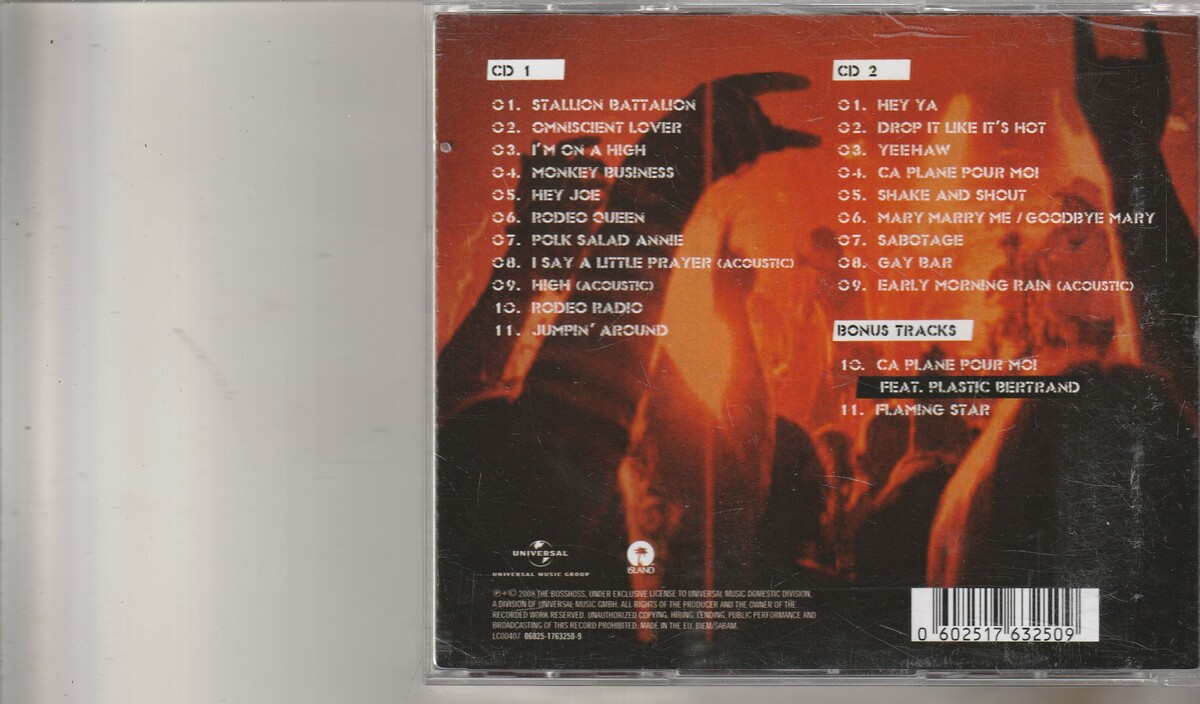 CD 1
01. STALLION BATTALION
02. OMNISCIENT LOVER
03. I'M ON A HIGH
04. MONKEY BUSINESS
05. HEY JOE
06. RODEO QUEEN
07. POLK SALAD ANNIE
08. I SAY A LITTLE PRAYER (ACOUSTIC)
09. HIGH (ACOUSTIC)
10. RODEO RADIO
11. JUMPIN' AROUND
CD 2
01. HEY YA
02. DROP IT LIKE IT'S HOT
03. YEEHAW
04. CA PLANE POUR MOI
05. SHAKE AND SHOUT
06. MARY MARRY ME / GOODBYE MARY
07. SABOTAGE
08. GAY BAR
09. EARLY MORNING RAIN (ACOUSTIC)
BONUS TRACKS
10. CA PLANE POUR MOI
FEAT. PLASTIC BERTRAND
11. FLAMING STAR
UNIVERSAL
UNIVERSAL MUSIC GROUP
ISLAND
℗+© 2008 THE BOSSHOSS, UNDER EXCLUSIVE LICENSE TO UNIVERSAL MUSIC DOMESTIC DIVISION,
A DIVISION OF UNIVERSAL MUSIC GMBH. ALL RIGHTS OF THE PRODUCER AND THE OWNER OF THE
RECORDED WORK RESERVED. UNAUTHORIZED COPYING, HIRING, LENDING, PUBLIC PERFORMANCE AND
BROADCASTING OF THIS RECORD PROHIBITED. MADE IN THE EU. BIEM/SABAM.
LC00407 06025-1763250-9
0 602517 632509